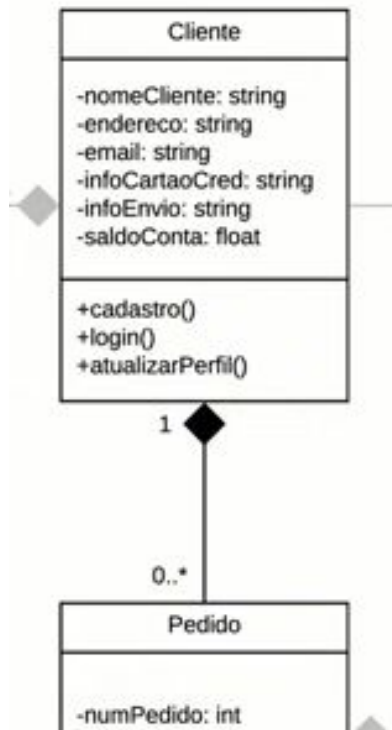 Cliente
-nomeCliente: string
-endereco: string
-email: string
-infoCartaoCred: string
-infoEnvio: string
-saldoConta: float
+cadastro()
+login()
+atualizarPerfil()
1
0..*
Pedido
-numPedido: int